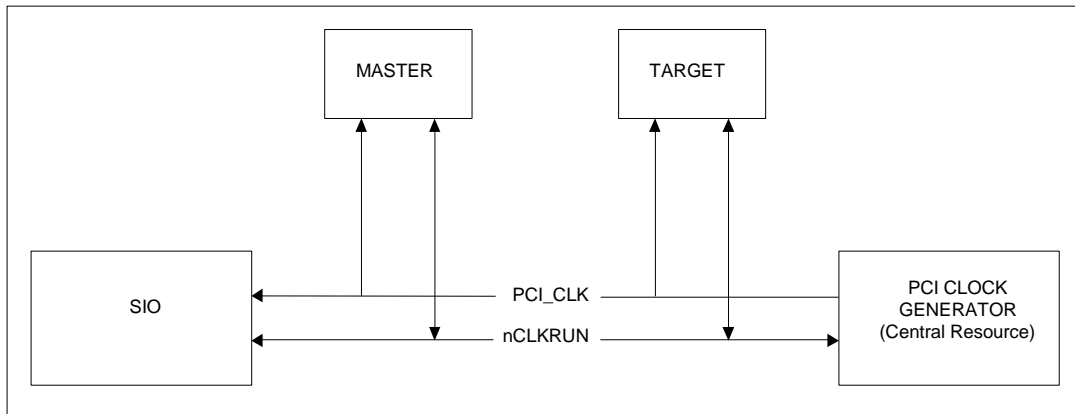 MASTER
TARGET
SIO
PCI_CLK
nCLKRUN
PCI CLOCK
GENERATOR
(Central Resource)